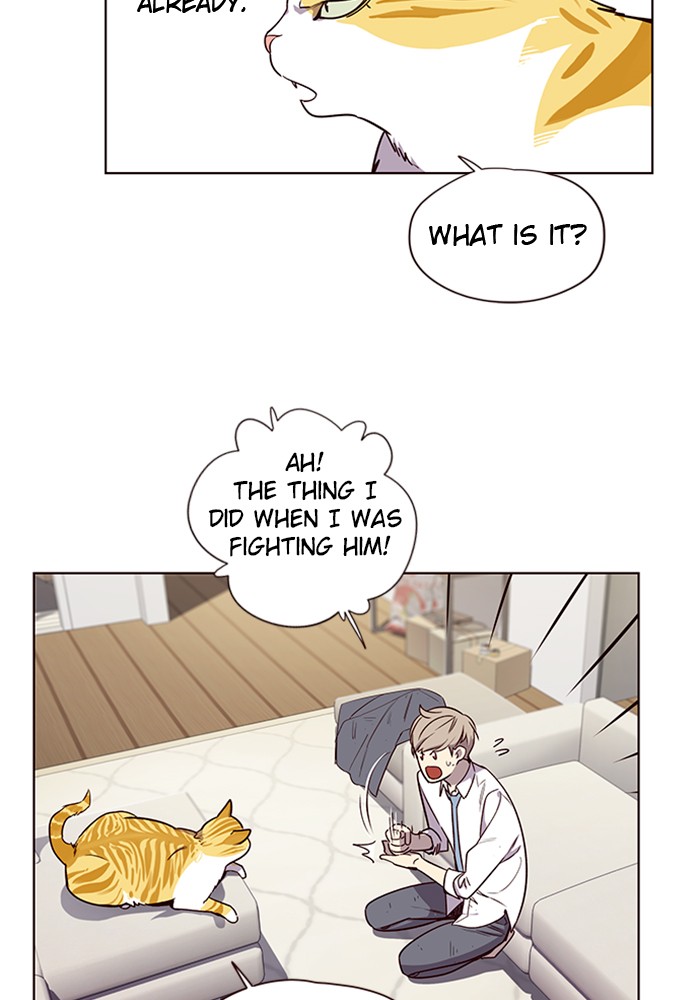 ALREADY.
WHAT IS IT?
AH!
THE THING I
DID WHEN I WAS
FIGHTING HIM!